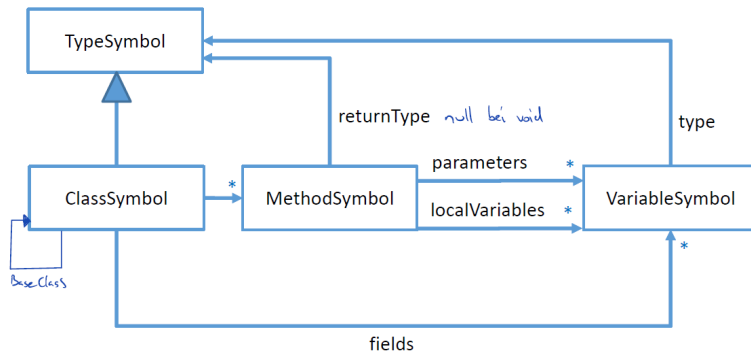 TypeSymbol
returnType null bei void
type
parameters *
ClassSymbol * MethodSymbol VariableSymbol
localVariables *
*
BaseClass
fields